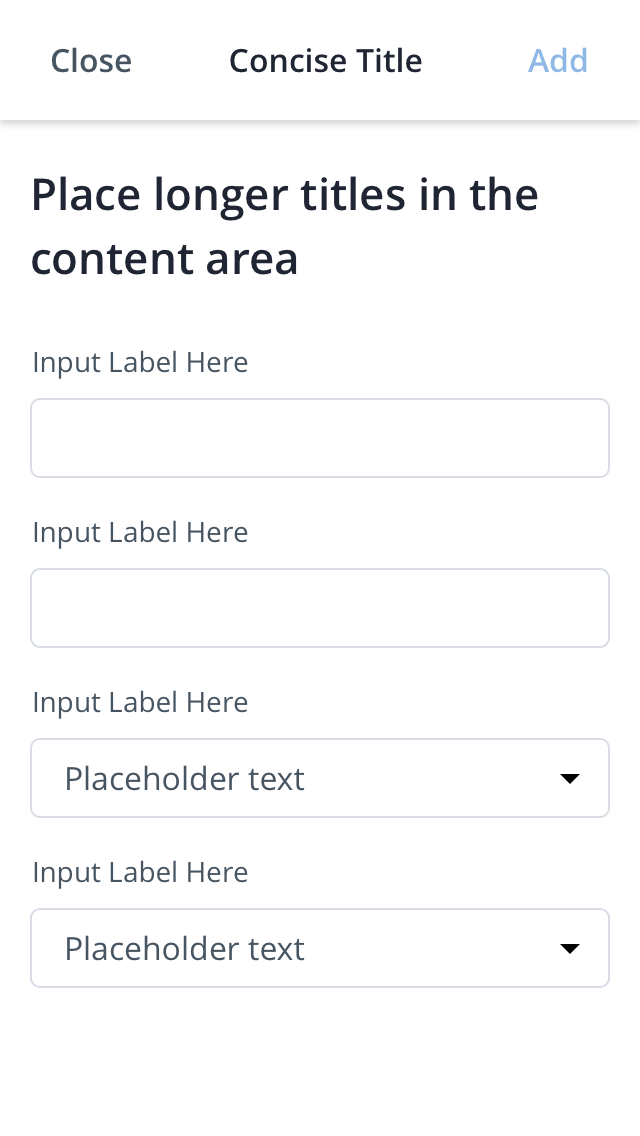 Close Concise Title Add
Place longer titles in the
content area
Input Label Here
Input Label Here
Input Label Here
Placeholder text
Input Label Here
Placeholder text